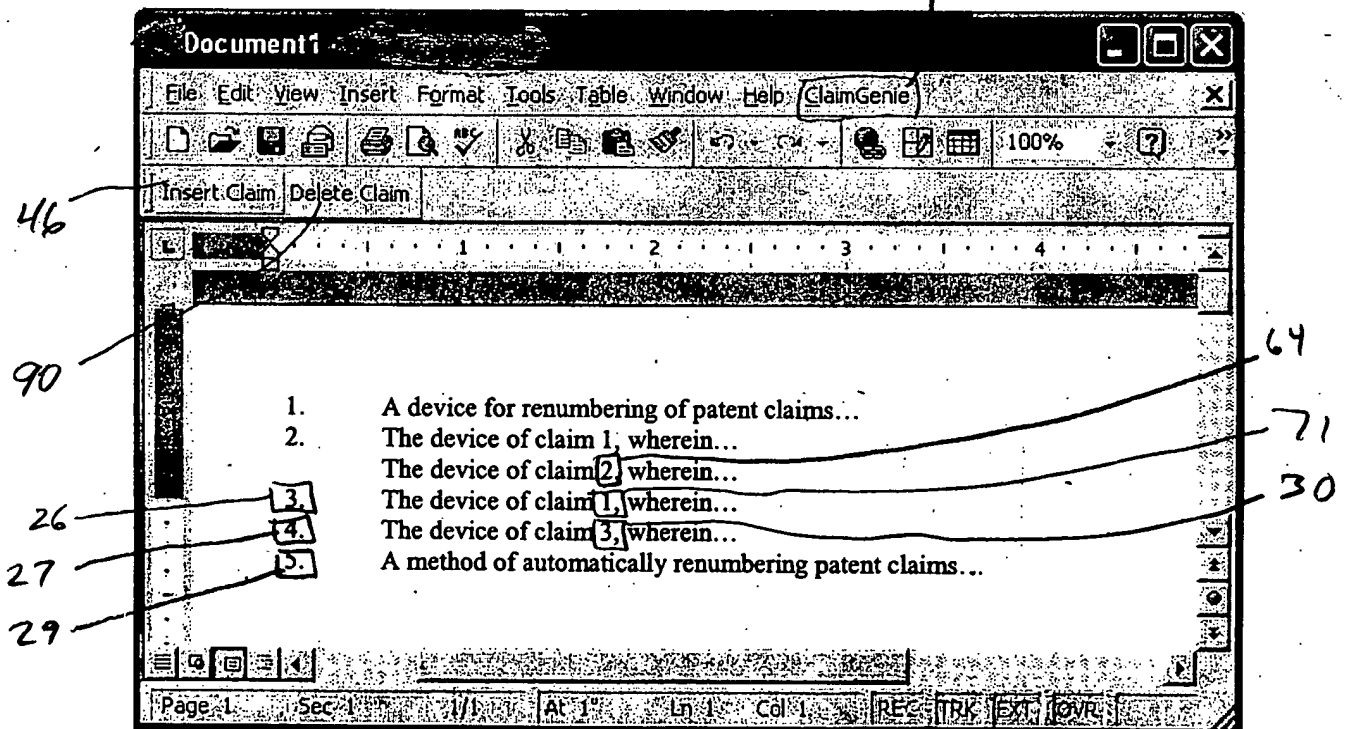 Document1
File Edit View Insert Format Tools Table Window Help ClaimGenie
ABC 100%
46 Insert Claim Delete Claim
1 2 3 4
90
64
1. A device for renumbering of patent claims…
2. The device of claim 1, wherein…
71
The device of claim 2, wherein…
30
26 3. The device of claim 1, wherein…
27 4. The device of claim 3, wherein…
29 5. A method of automatically renumbering patent claims…
Page 1 Sec 1 1/1 At 1" Ln 1 Col 1 REC TRK EXT OVR